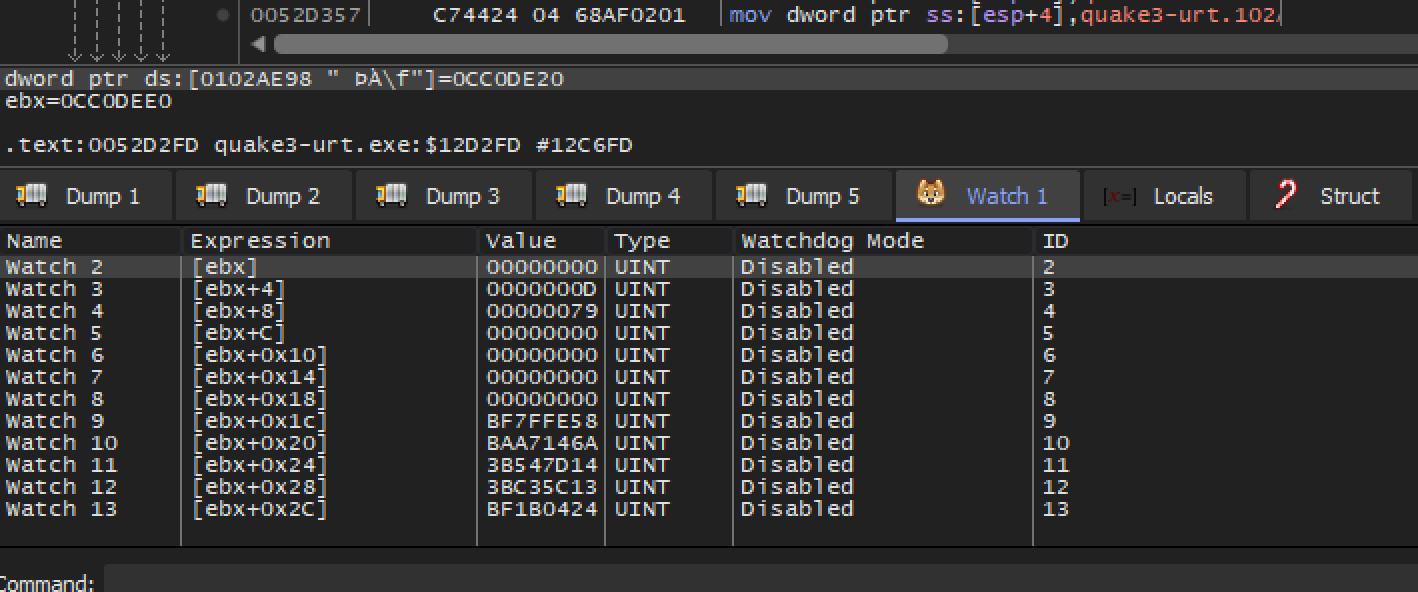 0052D357 C74424 04 68AF0201 mov dword ptr ss:[esp+4],quake3-urt.102
dword ptr ds:[0102AE98 " ÞÀ\f"]=0CC0DE20
ebx=0CC0DEE0
.text:0052D2FD quake3-urt.exe:$12D2FD #12C6FD
Dump 1 Dump 2 Dump 3 Dump 4 Dump 5 Watch 1 [x=] Locals Struct
Name Expression Value Type Watchdog Mode ID
Watch 2 [ebx] 00000000 UINT Disabled 2
Watch 3 [ebx+4] 0000000D UINT Disabled 3
Watch 4 [ebx+8] 00000079 UINT Disabled 4
Watch 5 [ebx+C] 00000000 UINT Disabled 5
Watch 6 [ebx+0x10] 00000000 UINT Disabled 6
Watch 7 [ebx+0x14] 00000000 UINT Disabled 7
Watch 8 [ebx+0x18] 00000000 UINT Disabled 8
Watch 9 [ebx+0x1c] BF7FFE58 UINT Disabled 9
Watch 10 [ebx+0x20] BAA7146A UINT Disabled 10
Watch 11 [ebx+0x24] 3B547D14 UINT Disabled 11
Watch 12 [ebx+0x28] 3BC35C13 UINT Disabled 12
Watch 13 [ebx+0x2C] BF1B0424 UINT Disabled 13
Command: